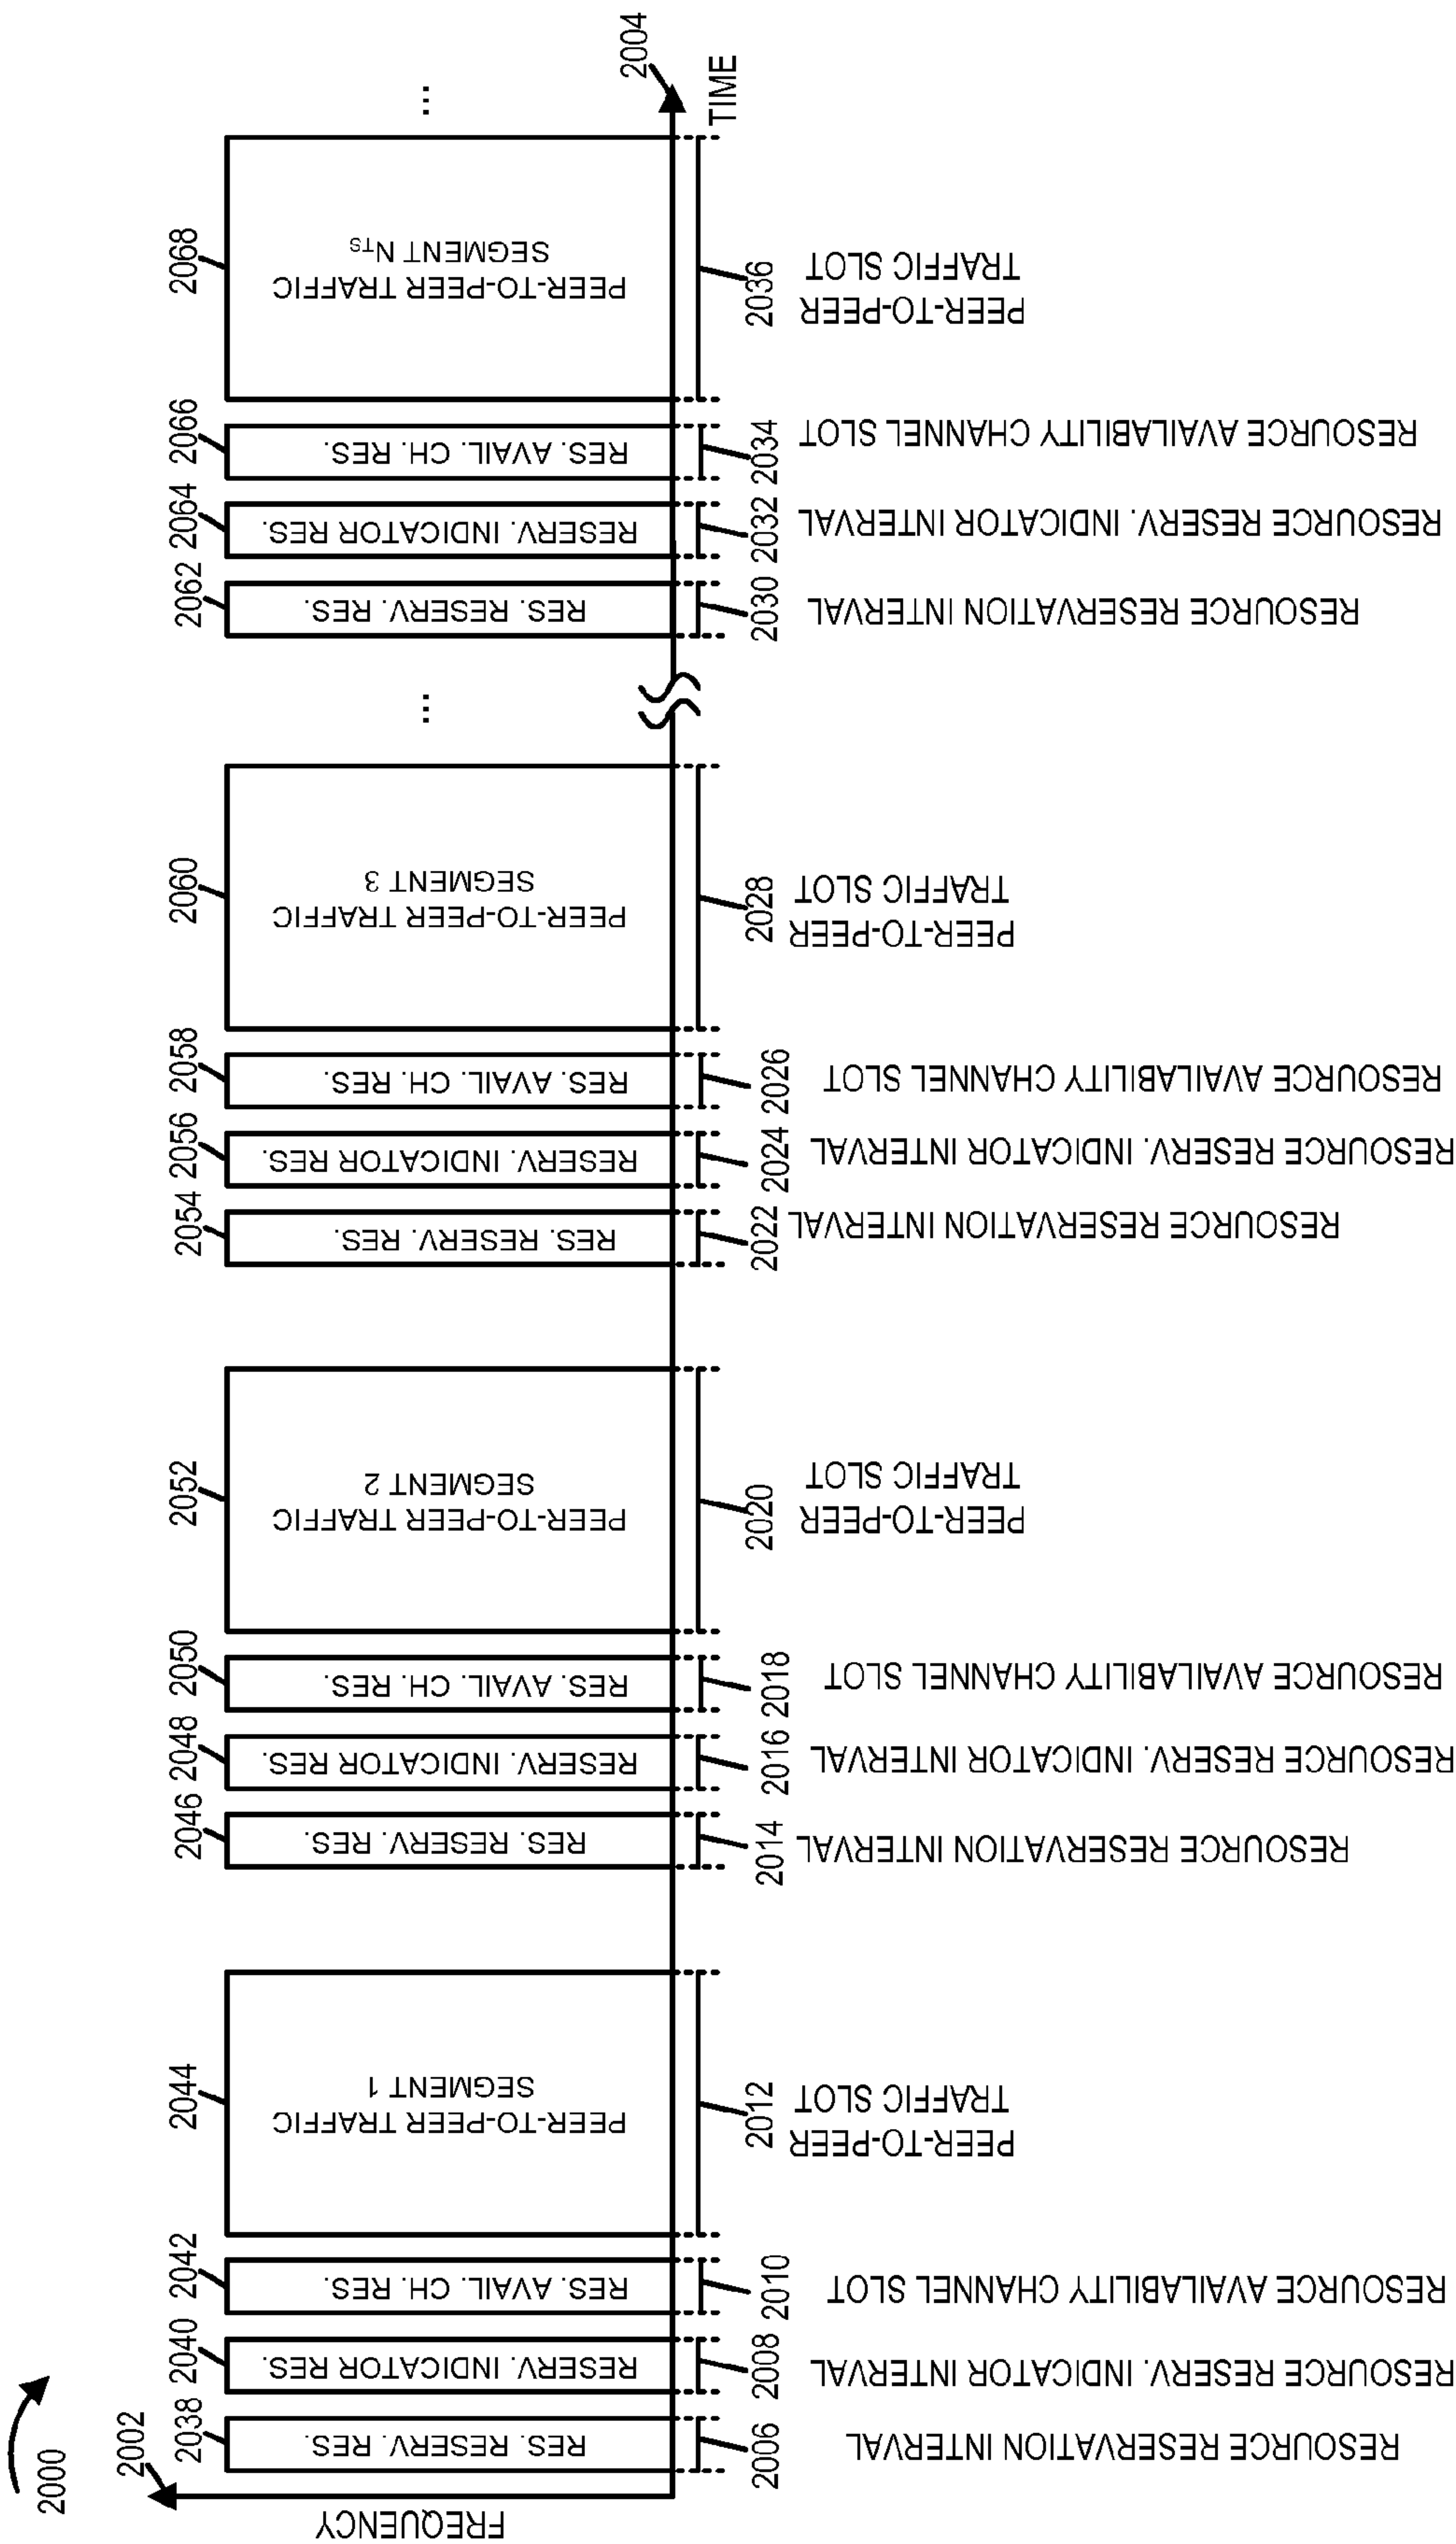 2000
2002
FREQUENCY
2038
2040
2042
2044
2046
2048
2050
2052
2054
2056
2058
2060
2062
2064
2066
2068
RES. RESERV. RES.
RESERV. INDICATOR RES.
RES. AVAIL. CH. RES.
PEER-TO-PEER TRAFFIC
SEGMENT 1
RES. RESERV. RES.
RESERV. INDICATOR RES.
RES. AVAIL. CH. RES.
PEER-TO-PEER TRAFFIC
SEGMENT 2
RES. RESERV. RES.
RESERV. INDICATOR RES.
RES. AVAIL. CH. RES.
PEER-TO-PEER TRAFFIC
SEGMENT 3
...
RES. RESERV. RES.
RESERV. INDICATOR RES.
RES. AVAIL. CH. RES.
PEER-TO-PEER TRAFFIC
SEGMENT NTS
...
2004
TIME
2006
2008
2010
2012
2014
2016
2018
2020
2022
2024
2026
2028
2030
2032
2034
2036
RESOURCE RESERVATION INTERVAL
RESOURCE RESERV. INDICATOR INTERVAL
RESOURCE AVAILABILITY CHANNEL SLOT
PEER-TO-PEER
TRAFFIC SLOT
RESOURCE RESERVATION INTERVAL
RESOURCE RESERV. INDICATOR INTERVAL
RESOURCE AVAILABILITY CHANNEL SLOT
PEER-TO-PEER
TRAFFIC SLOT
RESOURCE RESERVATION INTERVAL
RESOURCE RESERV. INDICATOR INTERVAL
RESOURCE AVAILABILITY CHANNEL SLOT
PEER-TO-PEER
TRAFFIC SLOT
RESOURCE RESERVATION INTERVAL
RESOURCE RESERV. INDICATOR INTERVAL
RESOURCE AVAILABILITY CHANNEL SLOT
PEER-TO-PEER
TRAFFIC SLOT